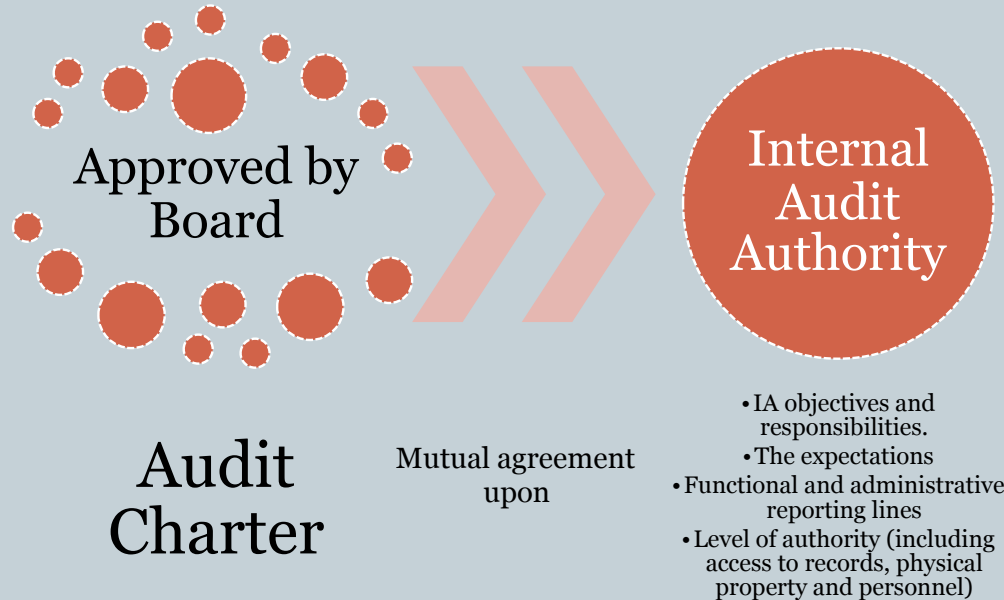 Approved by
Board
Internal
Audit
Authority
Audit
Charter
Mutual agreement
upon
•IA objectives and
responsibilities.
•The expectations
•Functional and administrative
reporting lines
•Level of authority (including
access to records, physical
property and personnel)